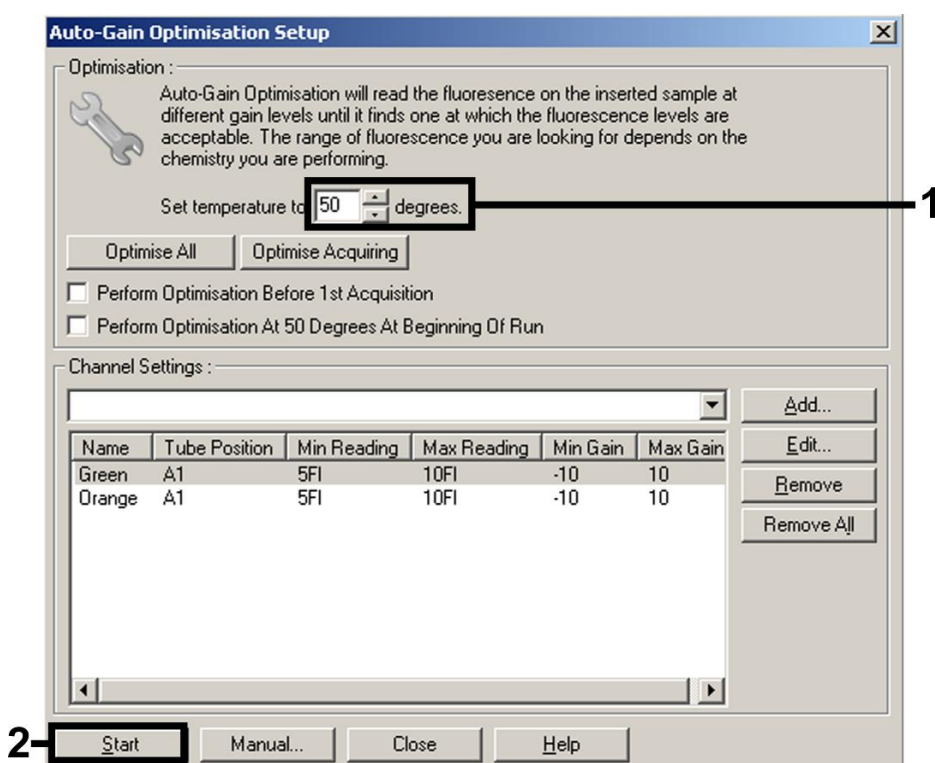 Auto-Gain Optimisation Setup
Optimisation :
Auto-Gain Optimisation will read the fluoresence on the inserted sample at
different gain levels until it finds one at which the fluorescence levels are
acceptable. The range of fluorescence you are looking for depends on the
chemistry you are performing.
Set temperature to 50 degrees.
1
Optimise All Optimise Acquiring
Perform Optimisation Before 1st Acquisition
Perform Optimisation At 50 Degrees At Beginning Of Run
Channel Settings :
Add...
Name Tube Position Min Reading Max Reading Min Gain Max Gain
Edit...
Green A1 5Fl 10Fl -10 10
Remove
Orange A1 5Fl 10Fl -10 10
Remove All
2
Start Manual... Close Help